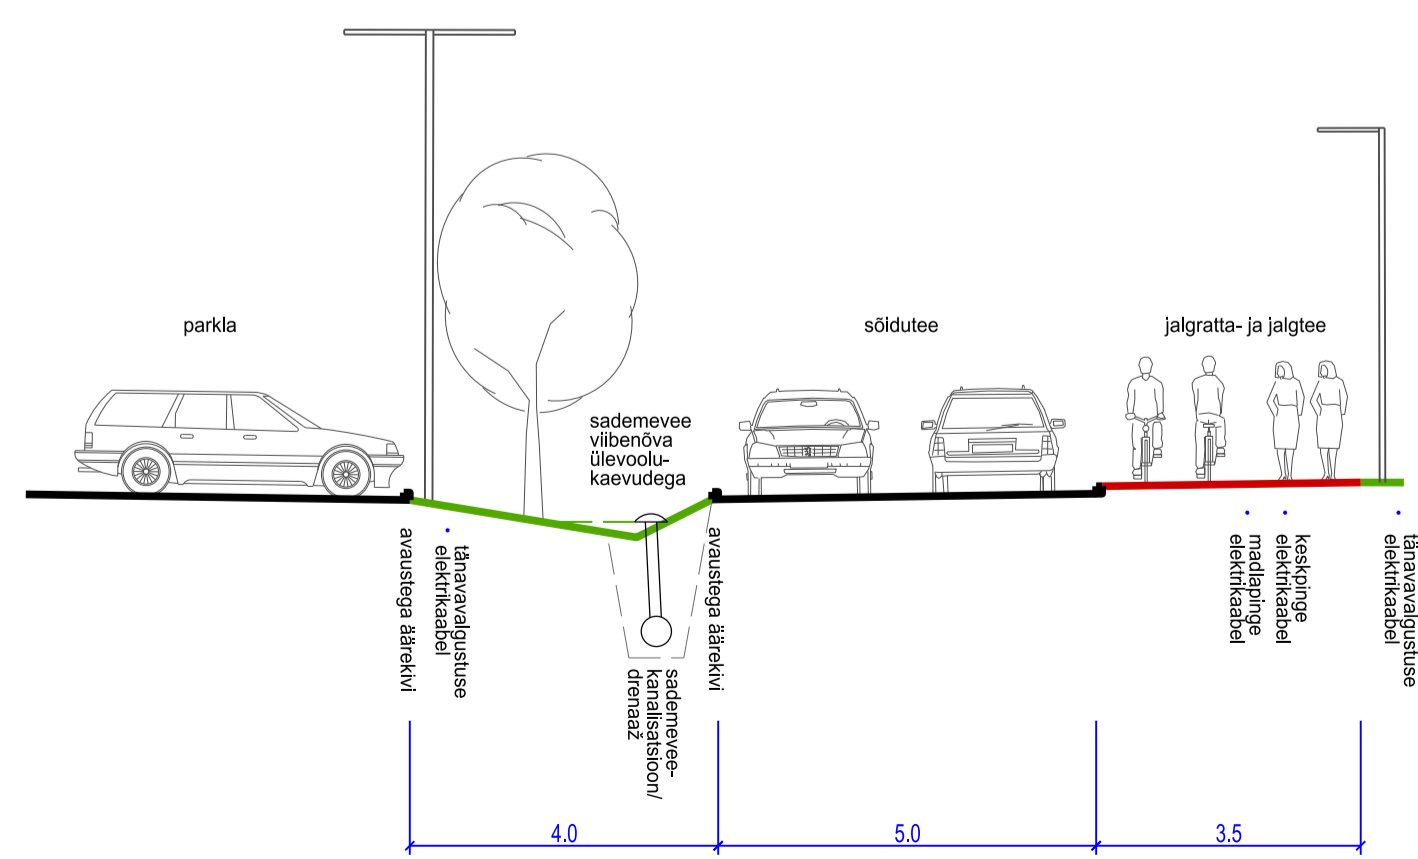 parkla
sõidutee
jalgratta- ja jalgtee
sademevee
viibenõva
ülevoolu-
kaevudega
avaustega äärekivi
tänavavalgustuse
elektrikaabel
sademevee-
kanalisatsioon/
drenaaž
avaustega äärekivi
madlapinge
elektrikaabel
keskpinge
elektrikaabel
tänavavalgustuse
elektrikaabel
4.0
5.0
3.5